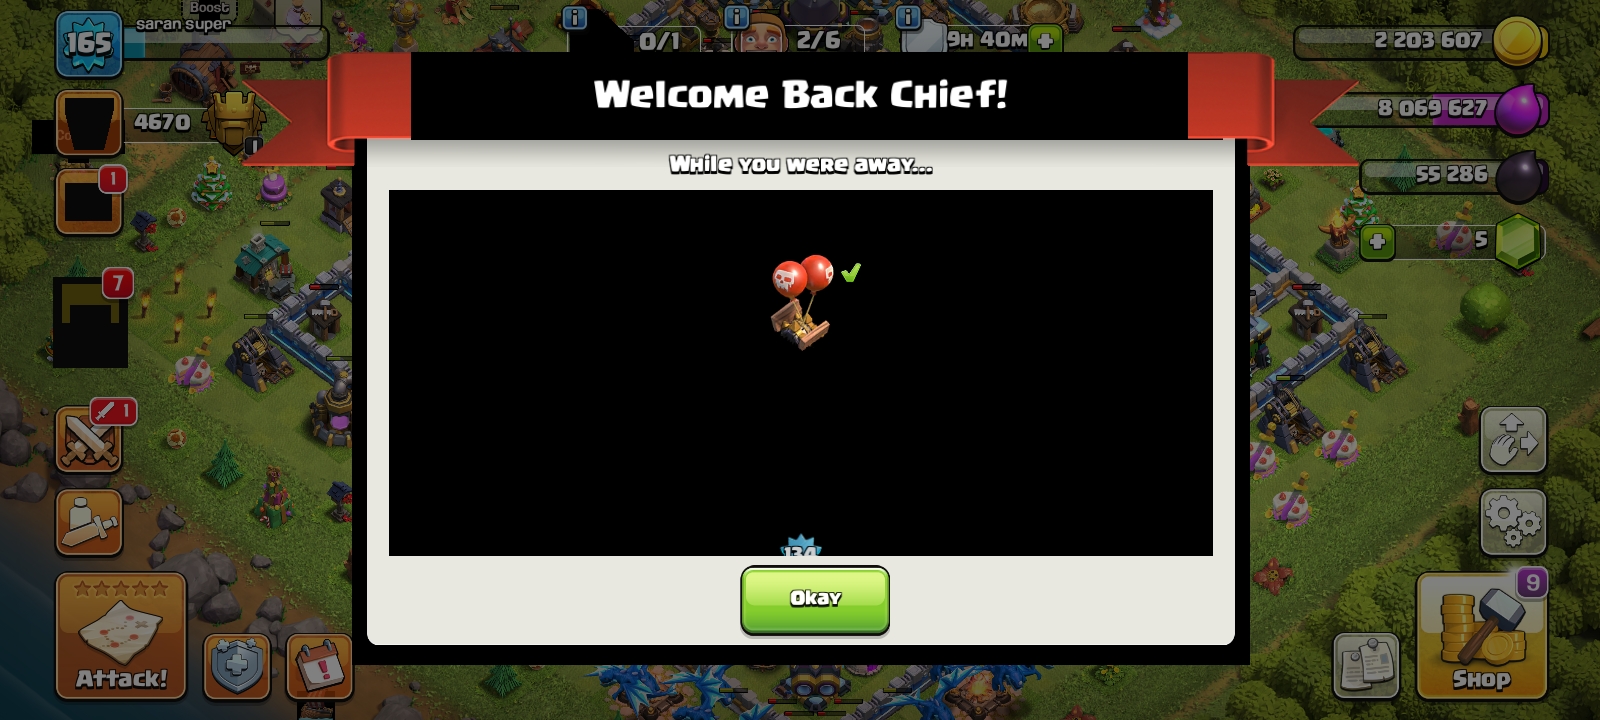 Boost
saran super
165
0/1
2/6
9H 40M
2 203 607
Welcome Back Chief!
4670
8 069 627
While you were away...
1
55 286
5
7
1
134
Okay
9
Attack!
Shop